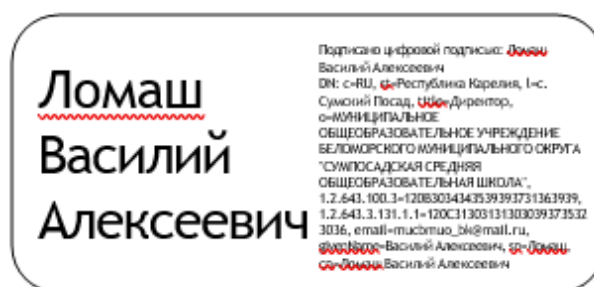 Ломаш
Василий
Алексеевич
Подписано цифровой подписью: Ломаш
Василий Алексеевич
DN: c=RU, st=Республика Карелия, l=с.
Сумский Посад, title=Директор,
o=МУНИЦИПАЛЬНОЕ
ОБЩЕОБРАЗОВАТЕЛЬНОЕ УЧРЕЖДЕНИЕ
БЕЛОМОРСКОГО МУНИЦИПАЛЬНОГО ОКРУГА
"СУМПОСАДСКАЯ СРЕДНЯЯ
ОБЩЕОБРАЗОВАТЕЛЬНАЯ ШКОЛА",
1.2.643.100.3=120B3034343539393731363939,
1.2.643.3.131.1.1=120C313031313039373532
3036, email=mucbmuo_bk@mail.ru,
givenName=Василий Алексеевич, sn=Ломаш,
cn=Ломаш Василий Алексеевич